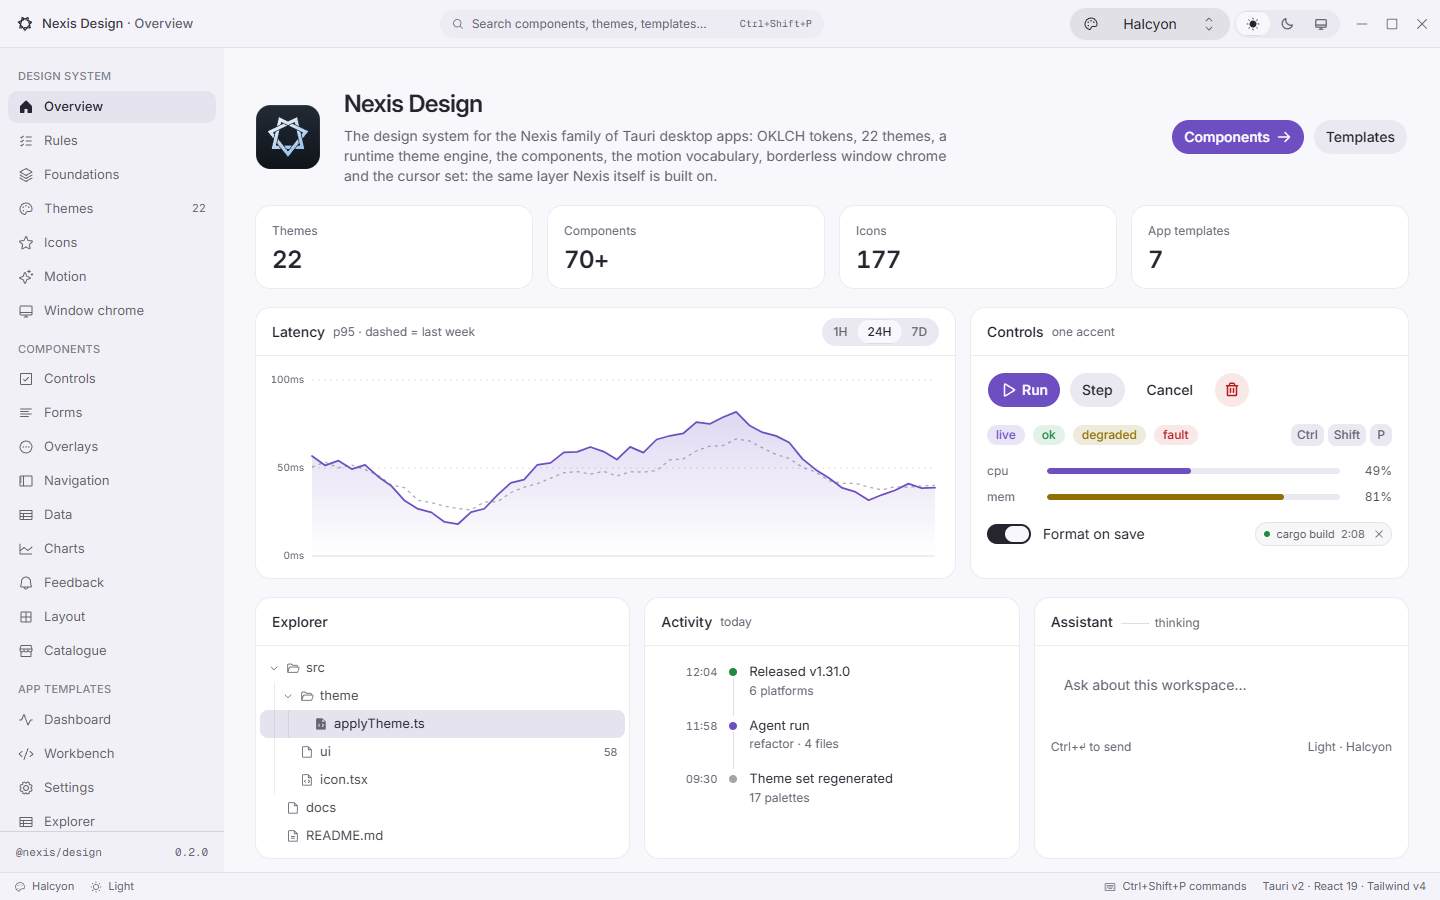 Nexis Design · Overview
Search components, themes, templates... Ctrl+Shift+P
Halcyon
DESIGN SYSTEM
Overview
Rules
Foundations
Themes 22
Icons
Motion
Window chrome
COMPONENTS
Controls
Forms
Overlays
Navigation
Data
Charts
Feedback
Layout
Catalogue
APP TEMPLATES
Dashboard
Workbench
Settings
Explorer
@nexis/design 0.2.0
Nexis Design
The design system for the Nexis family of Tauri desktop apps: OKLCH tokens, 22 themes, a
runtime theme engine, the components, the motion vocabulary, borderless window chrome
and the cursor set: the same layer Nexis itself is built on.
Components
Templates
Themes
22
Components
70+
Icons
177
App templates
7
Latency p95 · dashed = last week
1H 24H 7D
100ms
50ms
0ms
Controls one accent
Run Step Cancel
live ok degraded fault Ctrl Shift P
cpu 49%
mem 81%
Format on save cargo build 2:08
Explorer
src
theme
applyTheme.ts
ui 58
icon.tsx
docs
README.md
Activity today
12:04 Released v1.31.0
6 platforms
11:58 Agent run
refactor · 4 files
09:30 Theme set regenerated
17 palettes
Assistant thinking
Ask about this workspace...
Ctrl+↵ to send Light · Halcyon
Halcyon Light
Ctrl+Shift+P commands Tauri v2 · React 19 · Tailwind v4